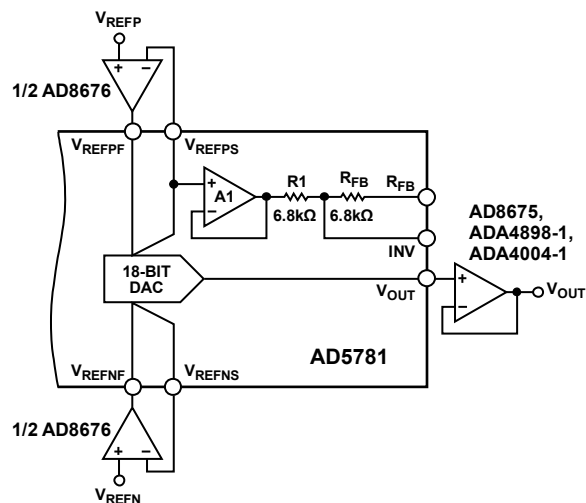 VREFP
+ −
1/2 AD8676
VREFPF
VREFPS
+
A1
−
R1
6.8kΩ
RFB
6.8kΩ
RFB
INV
AD8675,
ADA4898-1,
ADA4004-1
18-BIT
DAC
VOUT
+
−
VOUT
AD5781
VREFNF
VREFNS
1/2 AD8676
+ −
VREFN